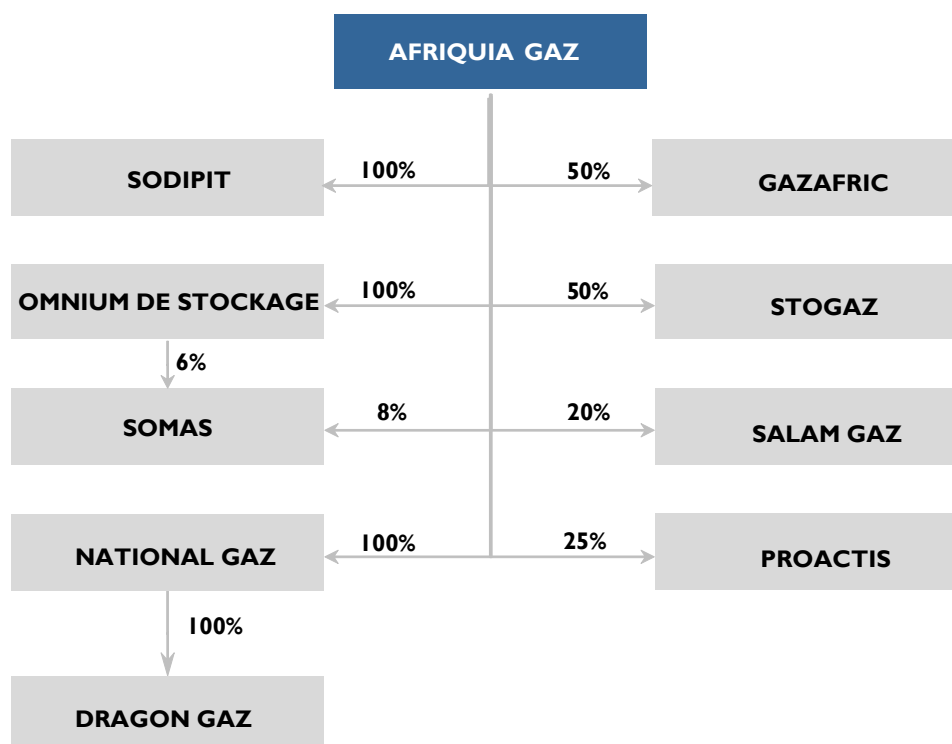 AFRIQUIA GAZ
SODIPIT
100%
50%
GAZAFRIC
OMNIUM DE STOCKAGE
100%
50%
STOGAZ
6%
SOMAS
8%
20%
SALAM GAZ
NATIONAL GAZ
100%
25%
PROACTIS
100%
DRAGON GAZ